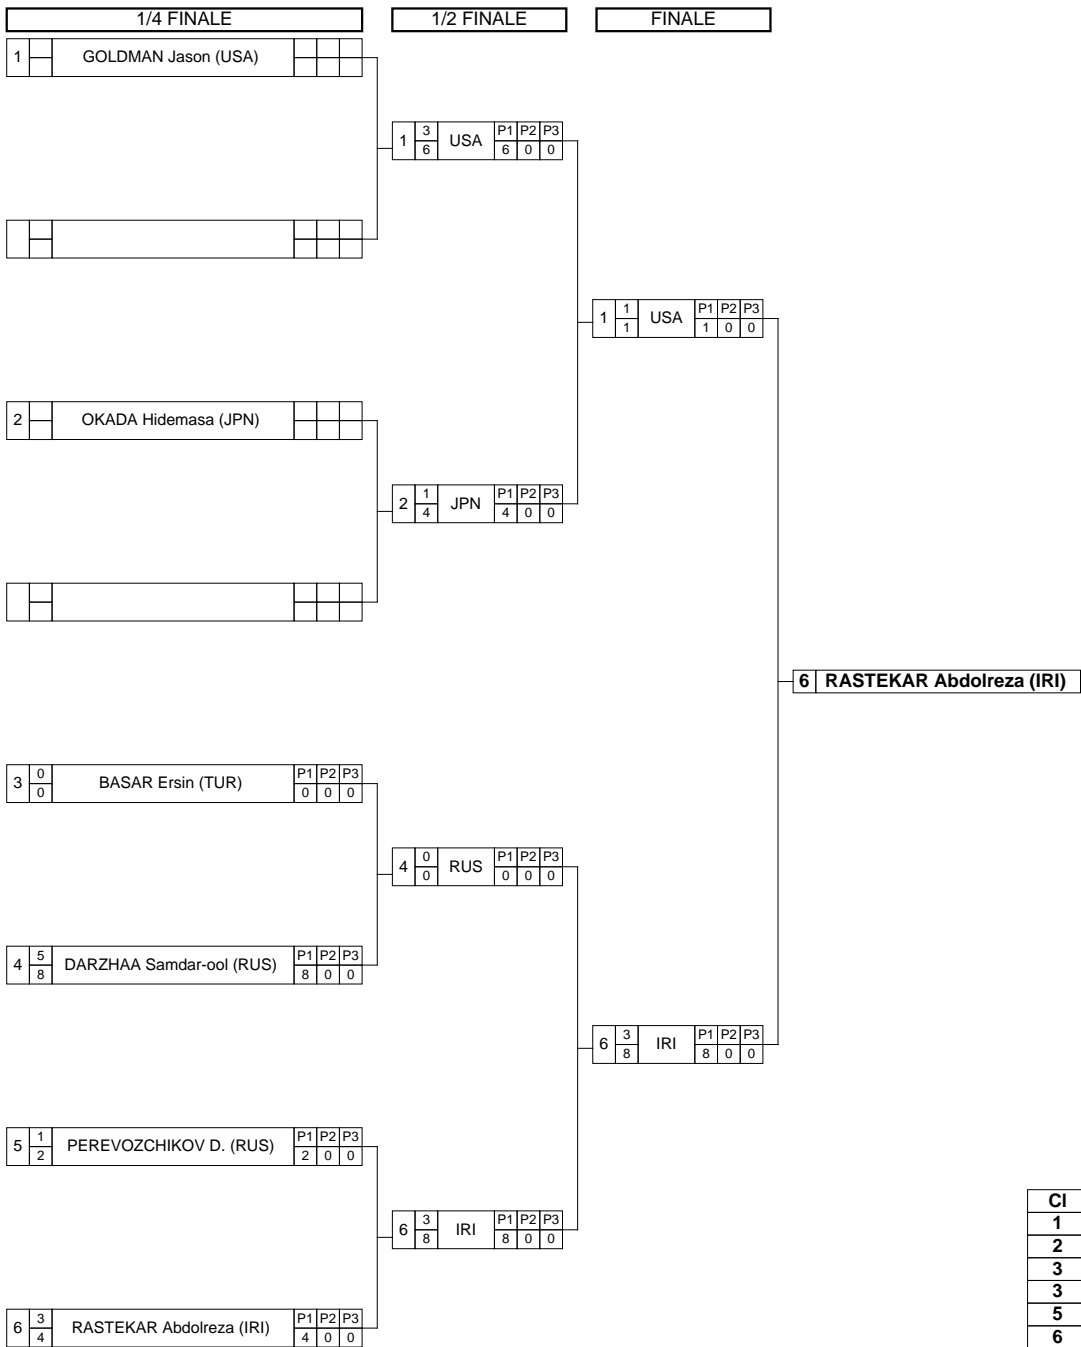 1/4 FINALE 1/2 FINALE FINALE
1 GOLDMAN Jason (USA)
1 3 6 USA P1 P2 P3 6 0 0
1 1 1 USA P1 P2 P3 1 0 0
2 OKADA Hidemasa (JPN)
2 1 4 JPN P1 P2 P3 4 0 0
6 RASTEKAR Abdolreza (IRI)
3 0 0 BASAR Ersin (TUR) P1 P2 P3 0 0 0
4 0 0 RUS P1 P2 P3 0 0 0
4 5 8 DARZHAA Samdar-ool (RUS) P1 P2 P3 8 0 0
6 3 8 IRI P1 P2 P3 8 0 0
5 1 2 PEREVOZCHIKOV D. (RUS) P1 P2 P3 2 0 0
6 3 8 IRI P1 P2 P3 8 0 0
6 3 4 RASTEKAR Abdolreza (IRI) P1 P2 P3 4 0 0
Cl
1
2
3
3
5
6